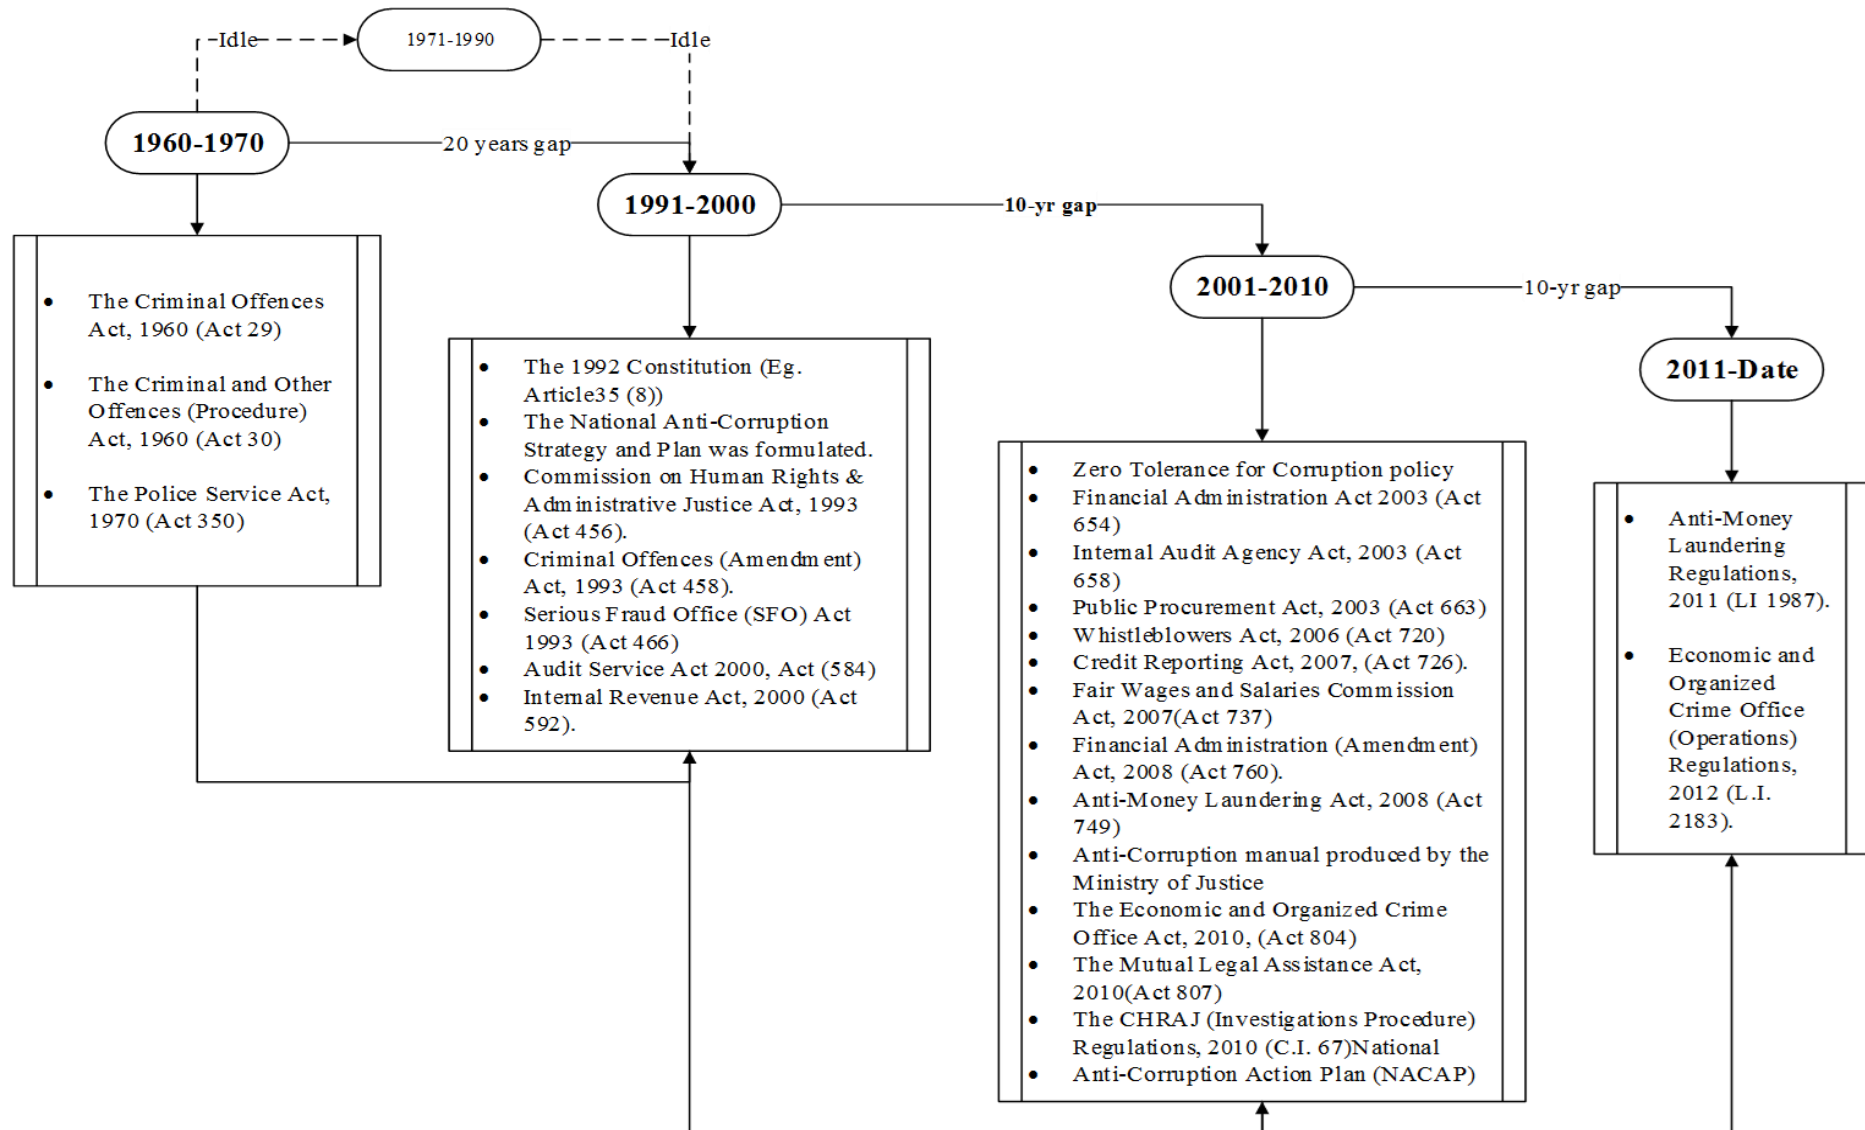 Idle
1971-1990
Idle
1960-1970
20 years gap
1991-2000
10-yr gap
2001-2010
10-yr gap
2011-Date
• The Criminal Offences
Act, 1960 (Act 29)
• The Criminal and Other
Offences (Procedure)
Act, 1960 (Act 30)
• The Police Service Act,
1970 (Act 350)
• The 1992 Constitution (Eg.
Article35 (8))
• The National Anti-Corruption
Strategy and Plan was formulated.
• Commission on Human Rights &
Administrative Justice Act, 1993
(Act 456).
• Criminal Offences (Amendment)
Act, 1993 (Act 458).
• Serious Fraud Office (SFO) Act
1993 (Act 466)
• Audit Service Act 2000, Act (584)
• Internal Revenue Act, 2000 (Act
592).
• Zero Tolerance for Corruption policy
• Financial Administration Act 2003 (Act
654)
• Internal Audit Agency Act, 2003 (Act
658)
• Public Procurement Act, 2003 (Act 663)
• Whistleblowers Act, 2006 (Act 720)
• Credit Reporting Act, 2007, (Act 726).
• Fair Wages and Salaries Commission
Act, 2007(Act 737)
• Financial Administration (Amendment)
Act, 2008 (Act 760).
• Anti-Money Laundering Act, 2008 (Act
749)
• Anti-Corruption manual produced by the
Ministry of Justice
• The Economic and Organized Crime
Office Act, 2010, (Act 804)
• The Mutual Legal Assistance Act,
2010(Act 807)
• The CHRAJ (Investigations Procedure)
Regulations, 2010 (C.I. 67)National
• Anti-Corruption Action Plan (NACAP)
• Anti-Money
Laundering
Regulations,
2011 (LI 1987).
• Economic and
Organized
Crime Office
(Operations)
Regulations,
2012 (L.I.
2183).